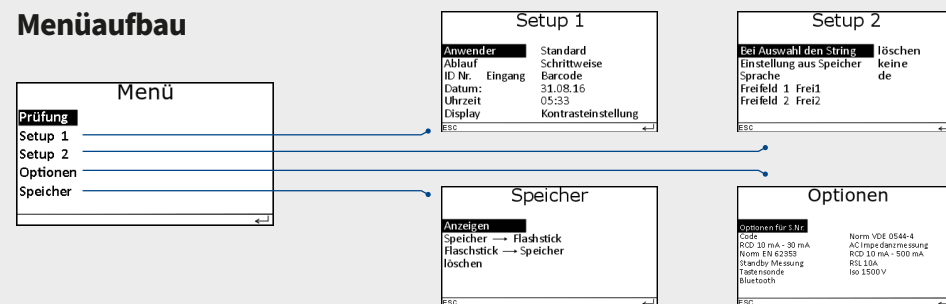 Menüaufbau
Menü
Prüfung
Setup 1
Setup 2
Optionen
Speicher
Setup 1
Anwender Standard
Ablauf Schrittweise
ID Nr. Eingang Barcode
Datum: 31.08.16
Uhrzeit 05:33
Display Kontrasteinstellung
ESC
Setup 2
Bei Auswahl den String löschen
Einstellung aus Speicher keine
Sprache de
Freifeld 1 Frei1
Freifeld 2 Frei2
ESC
Speicher
Anzeigen
Speicher → Flashstick
Flaschstick → Speicher
löschen
ESC
Optionen
Optionen für S.Nr.
Code Norm VDE 0544-4
RCD 10 mA - 30 mA AC Impedanzmessung
Norm EN 62353 RCD 10 mA - 500 mA
Standby Messung RSL 10A
Tastensonde Iso 1500 V
Bluetooth
ESC